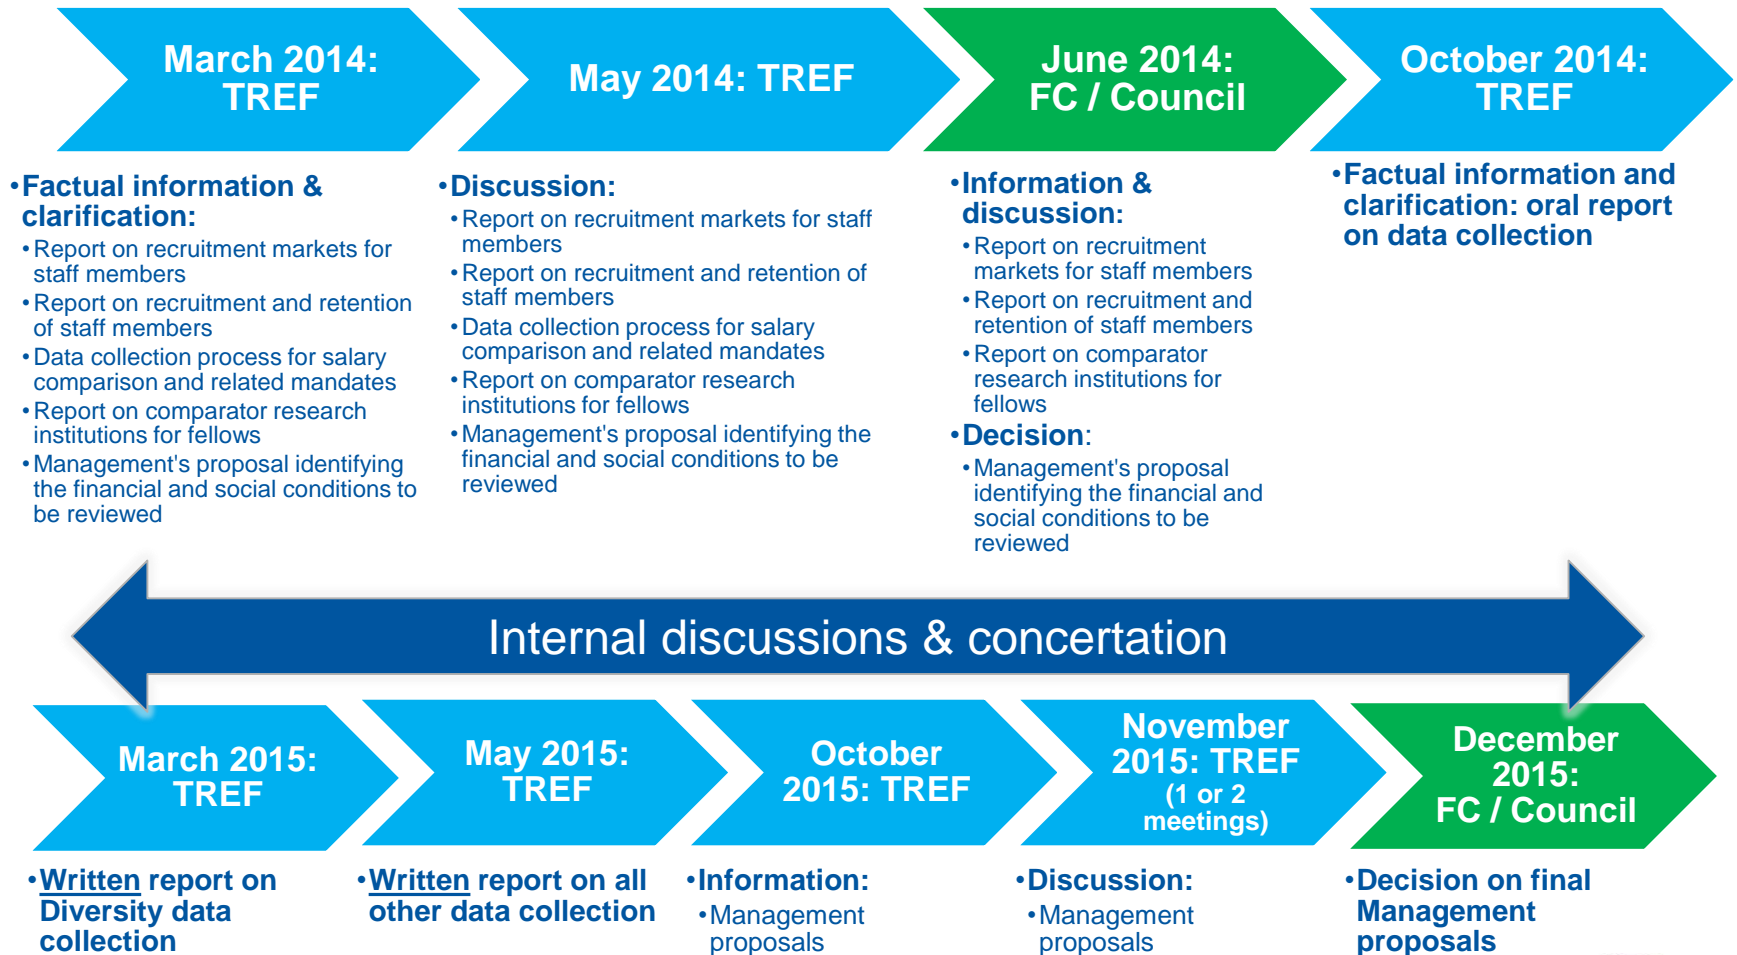 March 2014:
TREF
May 2014: TREF
June 2014:
FC / Council
October 2014:
TREF
•Factual information &
clarification:
•Report on recruitment markets for
staff members
•Report on recruitment and retention
of staff members
•Data collection process for salary
comparison and related mandates
•Report on comparator research
institutions for fellows
•Management's proposal identifying
the financial and social conditions to
be reviewed
•Discussion:
•Report on recruitment markets for staff
members
•Report on recruitment and retention of
staff members
•Data collection process for salary
comparison and related mandates
•Report on comparator research
institutions for fellows
•Management's proposal identifying the
financial and social conditions to be
reviewed
•Information &
discussion:
•Report on recruitment
markets for staff members
•Report on recruitment and
retention of staff members
•Report on comparator
research institutions for
fellows
•Decision:
•Management's proposal
identifying the financial and
social conditions to be
reviewed
•Factual information and
clarification: oral report
on data collection
Internal discussions & concertation
March 2015:
TREF
May 2015:
TREF
October
2015: TREF
November
2015: TREF
(1 or 2
meetings)
December
2015:
FC / Council
•Written report on
Diversity data
collection
•Written report on all
other data collection
•Information:
•Management
proposals
•Discussion:
•Management
proposals
•Decision on final
Management
proposals